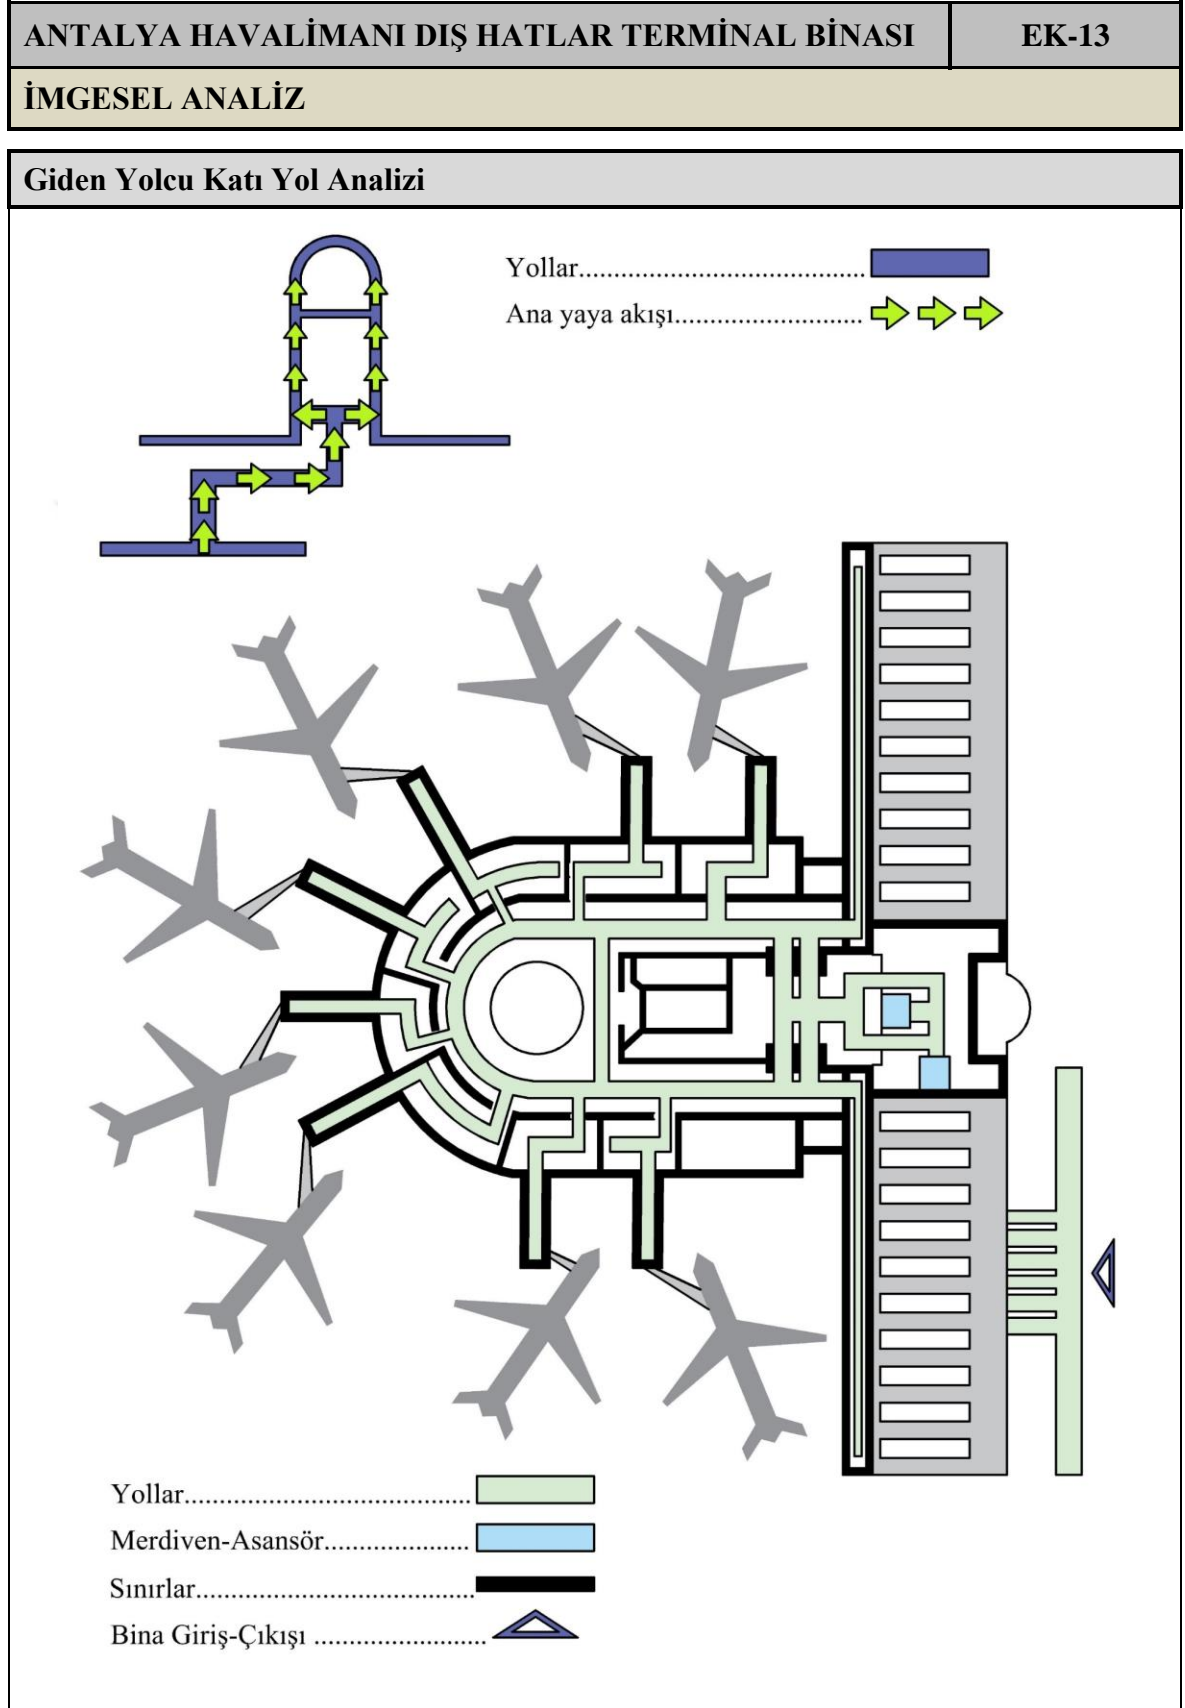 ANTALYA HAVALİMANI DIŞ HATLAR TERMİNAL BİNASI EK-13
İMGESEL ANALİZ
Giden Yolcu Katı Yol Analizi
Yollar........................................
Ana yaya akışı..........................
Yollar........................................
Merdiven-Asansör....................
Sınırlar.......................................
Bina Giriş-Çıkışı ........................